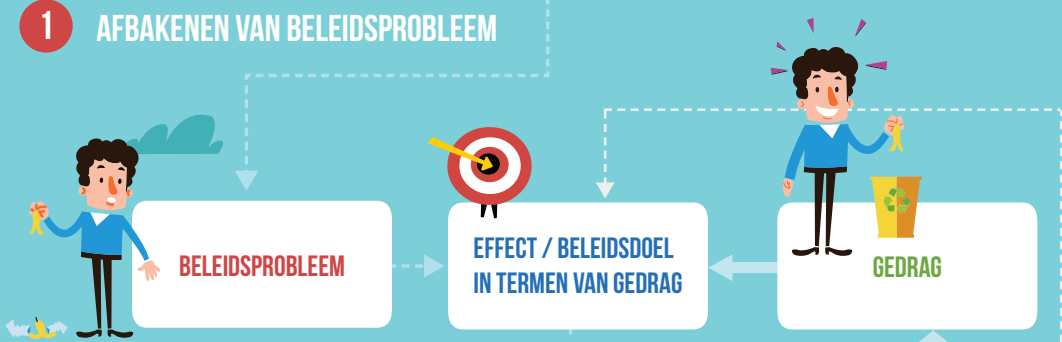 1 AFBAKENEN VAN BELEIDSPROBLEEM
BELEIDSPROBLEEM
EFFECT / BELEIDSDOEL
IN TERMEN VAN GEDRAG
GEDRAG